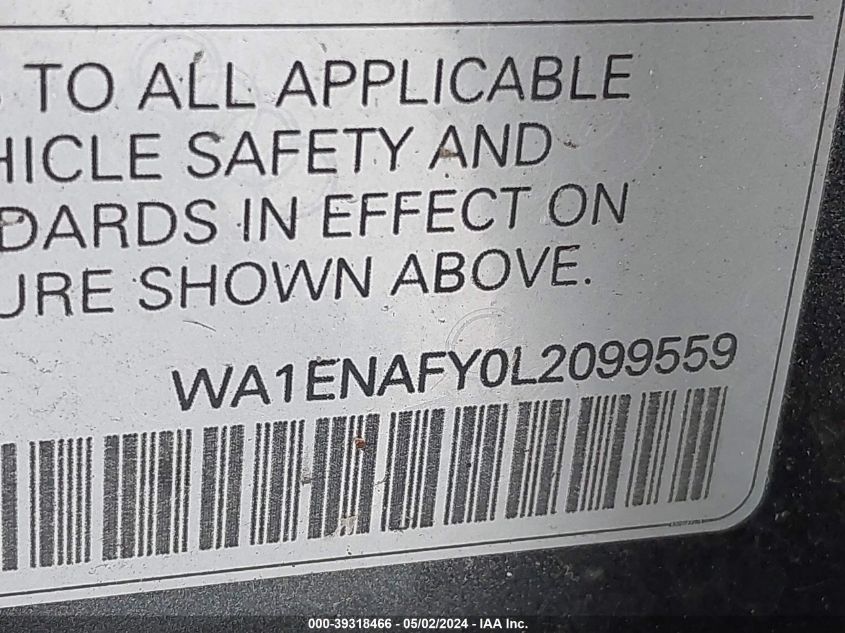 TO ALL APPLICABLE
HICLE SAFETY AND
DARDS IN EFFECT ON
URE SHOWN ABOVE.
WA1ENAFY0L2099559
000-39318466 - 05/02/2024 - IAA Inc.